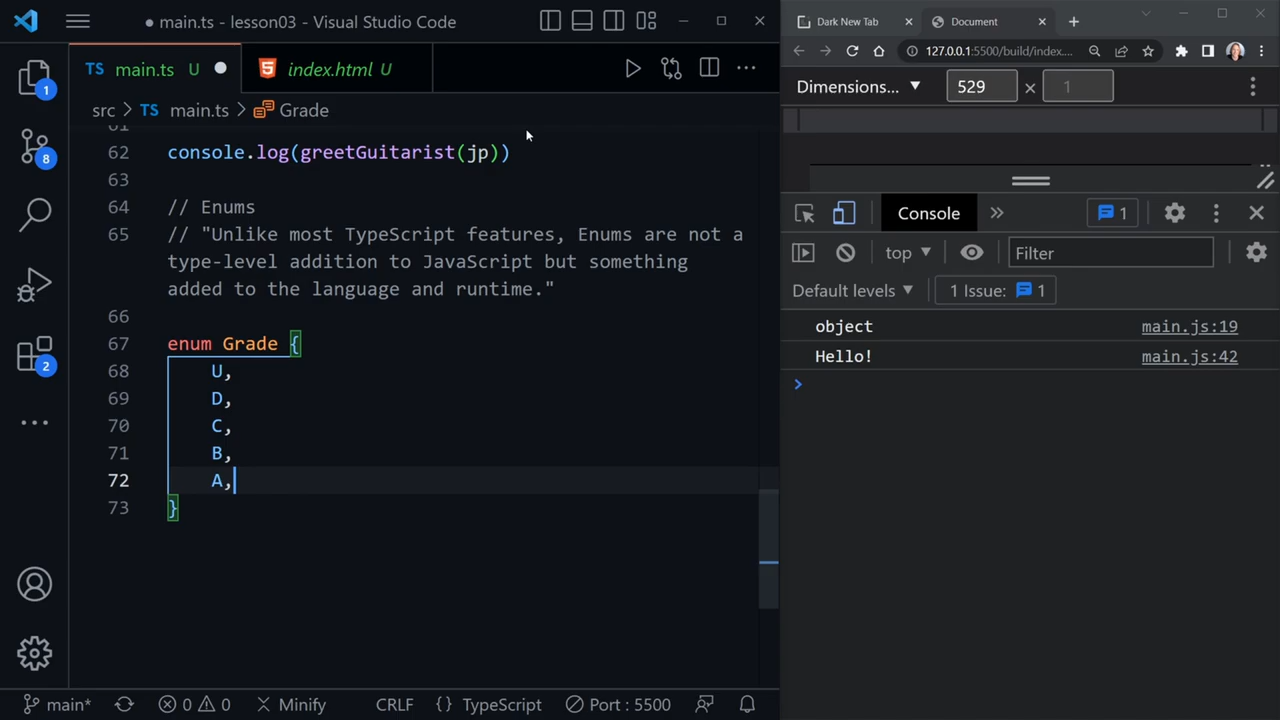 main.ts - lesson03 - Visual Studio Code
TS main.ts U
index.html U
src > TS main.ts > Grade
61
62 console.log(greetGuitarist(jp))
63
64 // Enums
65 // "Unlike most TypeScript features, Enums are not a
type-level addition to JavaScript but something
added to the language and runtime."
66
67 enum Grade {
68 U,
69 D,
70 C,
71 B,
72 A,
73 }
1
8
2
main*
0 0
Minify
CRLF
{} TypeScript
Port : 5500
Dark New Tab
Document
127.0.0.1:5500/build/index....
Dimensions... 529 × 1
Console
1
top
Filter
Default levels
1 Issue: 1
object main.js:19
Hello! main.js:42